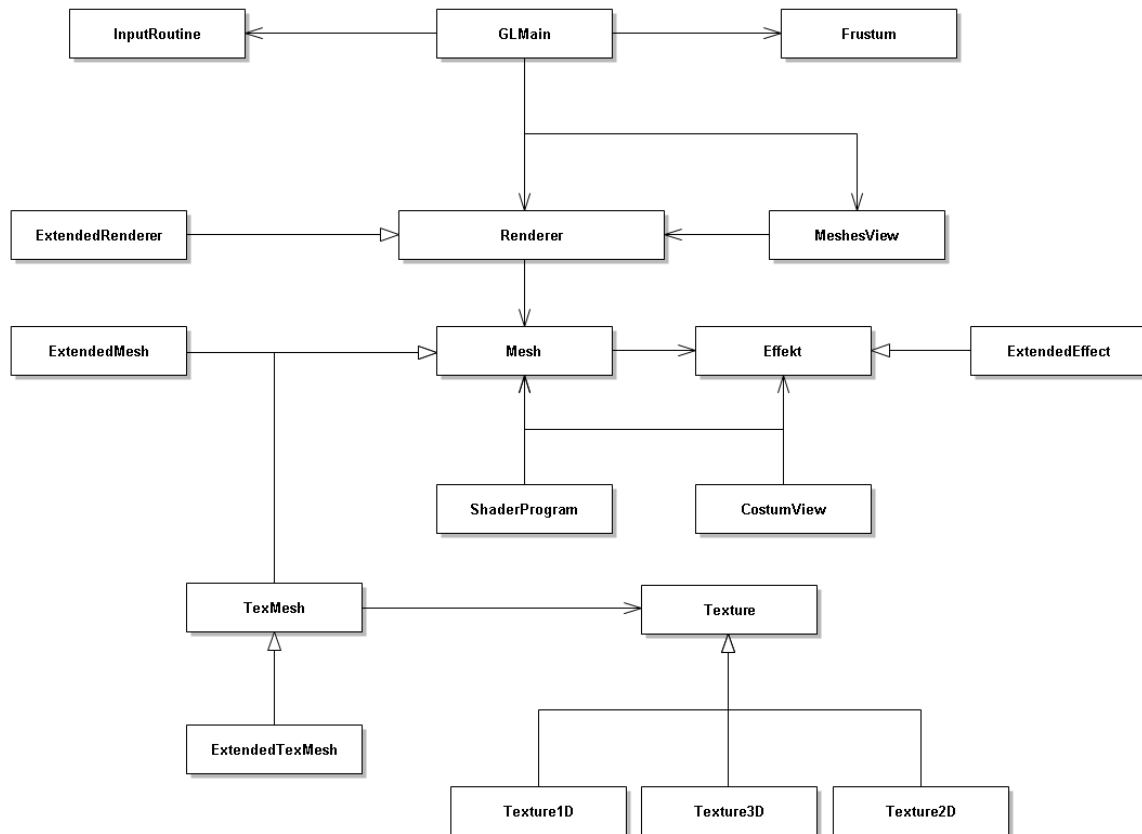 InputRoutine
GLMain
Frustum
ExtendedRenderer
Renderer
MeshesView
ExtendedMesh
Mesh
Effekt
ExtendedEffect
ShaderProgram
CostumView
TexMesh
Texture
ExtendedTexMesh
Texture1D
Texture3D
Texture2D